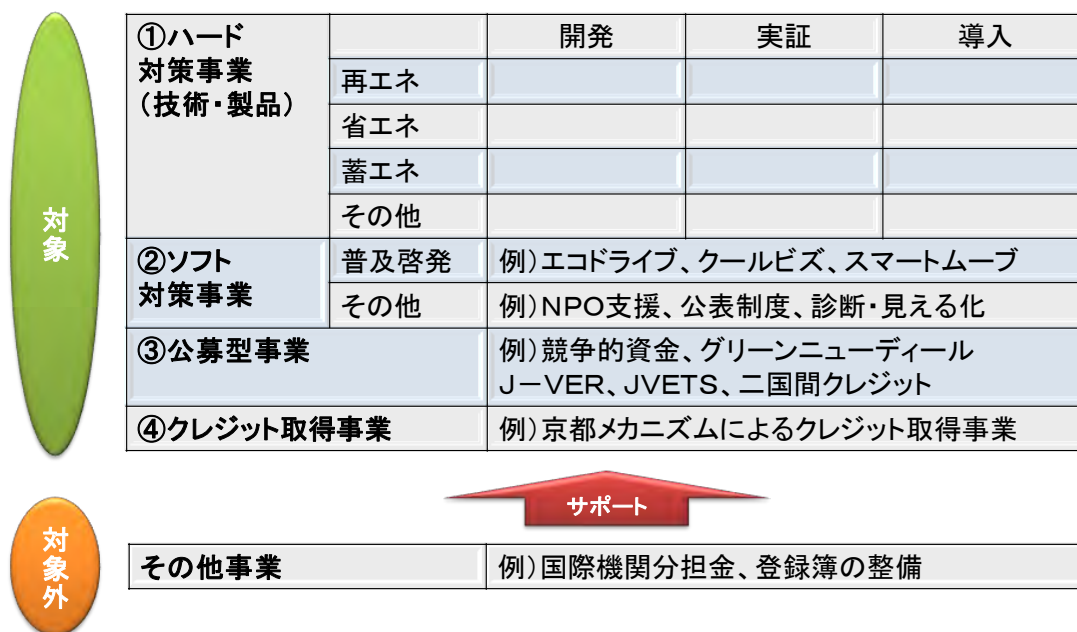 対象
①ハード
対策事業
（技術・製品）
開発
実証
導入
再エネ
省エネ
蓄エネ
その他
②ソフト
対策事業
普及啓発
例）エコドライブ、クールビズ、スマートムーブ
その他
例）NPO支援、公表制度、診断・見える化
③公募型事業
例）競争的資金、グリーンニューディール
J－VER、JVETS、二国間クレジット
④クレジット取得事業
例）京都メカニズムによるクレジット取得事業
サポート
対象外
その他事業
例）国際機関分担金、登録簿の整備